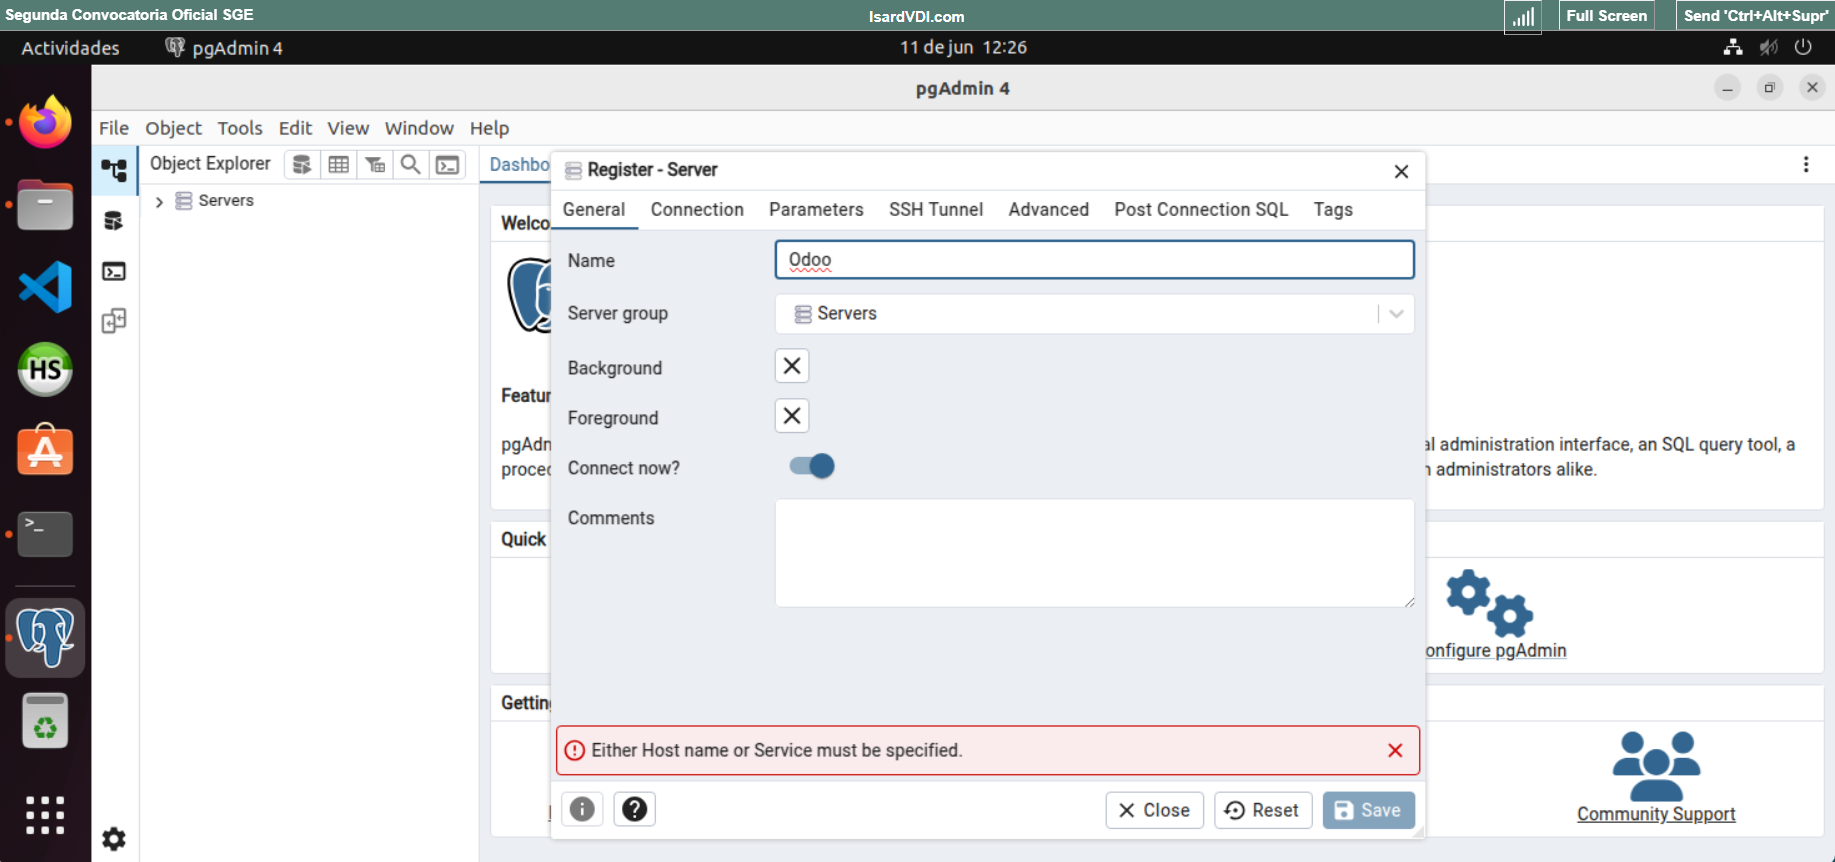 Segunda Convocatoria Oficial SGE
IsardVDI.com
Full Screen
Send 'Ctrl+Alt+Supr'
Actividades
pgAdmin 4
11 de jun 12:26
pgAdmin 4
File Object Tools Edit View Window Help
Object Explorer
Dashbo
Servers
Register - Server
General Connection Parameters SSH Tunnel Advanced Post Connection SQL Tags
Welco
Name
Odoo
Server group
Servers
Background
Foreground
Featur
pgAdn
al administration interface, an SQL query tool, a
proced
n administrators alike.
Connect now?
Comments
Quick
onfigure pgAdmin
Getting
Either Host name or Service must be specified.
Close
Reset
Save
Community Support
HS